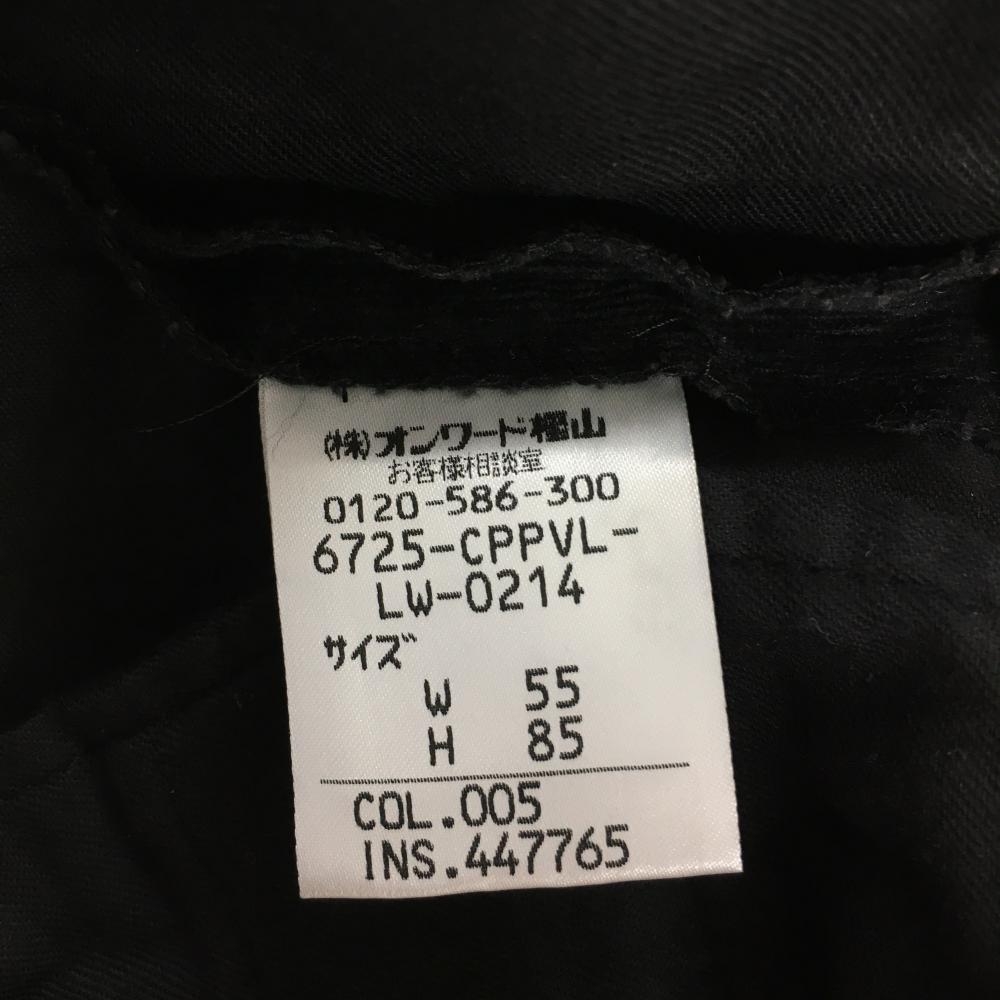 (株)オンワード樫山
お客様相談室
0120-586-300
6725-CPPVL-
LW-0214
サイズ
W 55
H 85
COL.005
INS.447765